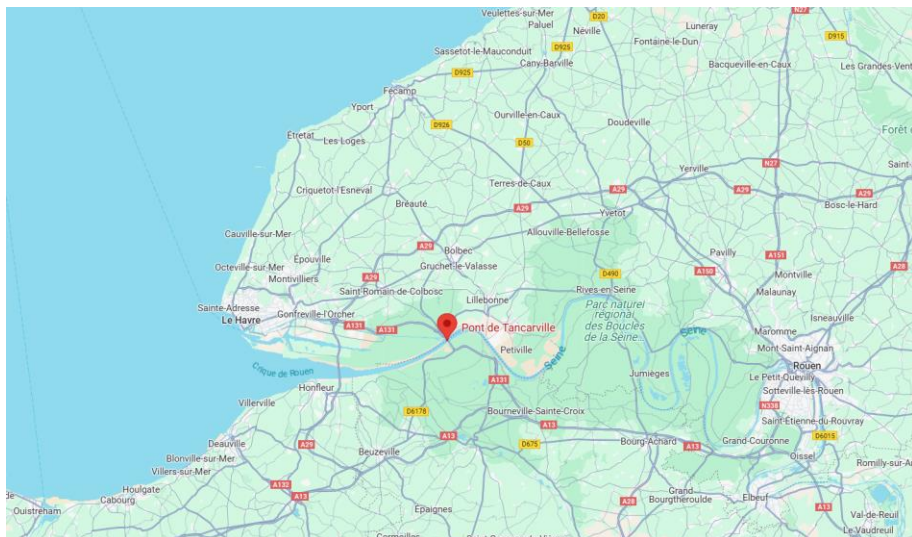 Veulettes-sur-Mer
Paluel
D20
Néville
Luneray
N27
D915
Fontaine-le-Dun
Sassetot-le-Mauconduit
D925
Cany-Barville
Bacqueville-en-Caux
Les Grandes-Vent
D925
Fécamp
Yport
D926
Ourville-en-Caux
Doudeville
Étretat
Les Loges
D50
Forêt
Yerville
N27
Saint-
Criquetot-l'Esneval
Terres-de-Caux
A29
A29
Bosc-le-Hard
Bréauté
A29
Yvetot
Cauville-sur-Mer
Allouville-Bellefosse
A29
Bolbec
Pavilly
A151
A28
Octeville-sur-Mer
Épouville
Gruchet-le-Valasse
D490
A150
Montville
Montivilliers
A29
Rives-en-Seine
Malaunay
Saint-Romain-de-Colbosc
Lillebonne
Parc naturel
régional
des Boucles
de la Seine...
Isneauville
Sainte-Adresse
Le Havre
Gonfreville-l'Orcher
A131
A131
Pont de Tancarville
Seine
Maromme
Petiville
Mont-Saint-Aignan
Seine
Rouen
Crique de Rouen
A131
Jumièges
Le Petit-Quevilly
Honfleur
Sotteville-lès-Rouen
Villerville
D6178
Bourneville-Sainte-Croix
N338
Saint-Étienne-du-Rouvray
Deauville
A29
A13
A13
Bourg-Achard
Grand-Couronne
D6015
Blonville-sur-Mer
Beuzeville
D675
A13
Oissel
Villers-sur-Mer
Romilly-sur-A
Houlgate
A132
Cabourg
A13
Grand
Bourgtheroulde
Elbeuf
de
Ouistreham
Épaignes
A28
Val-de-Reuil
Le Vaudreuil